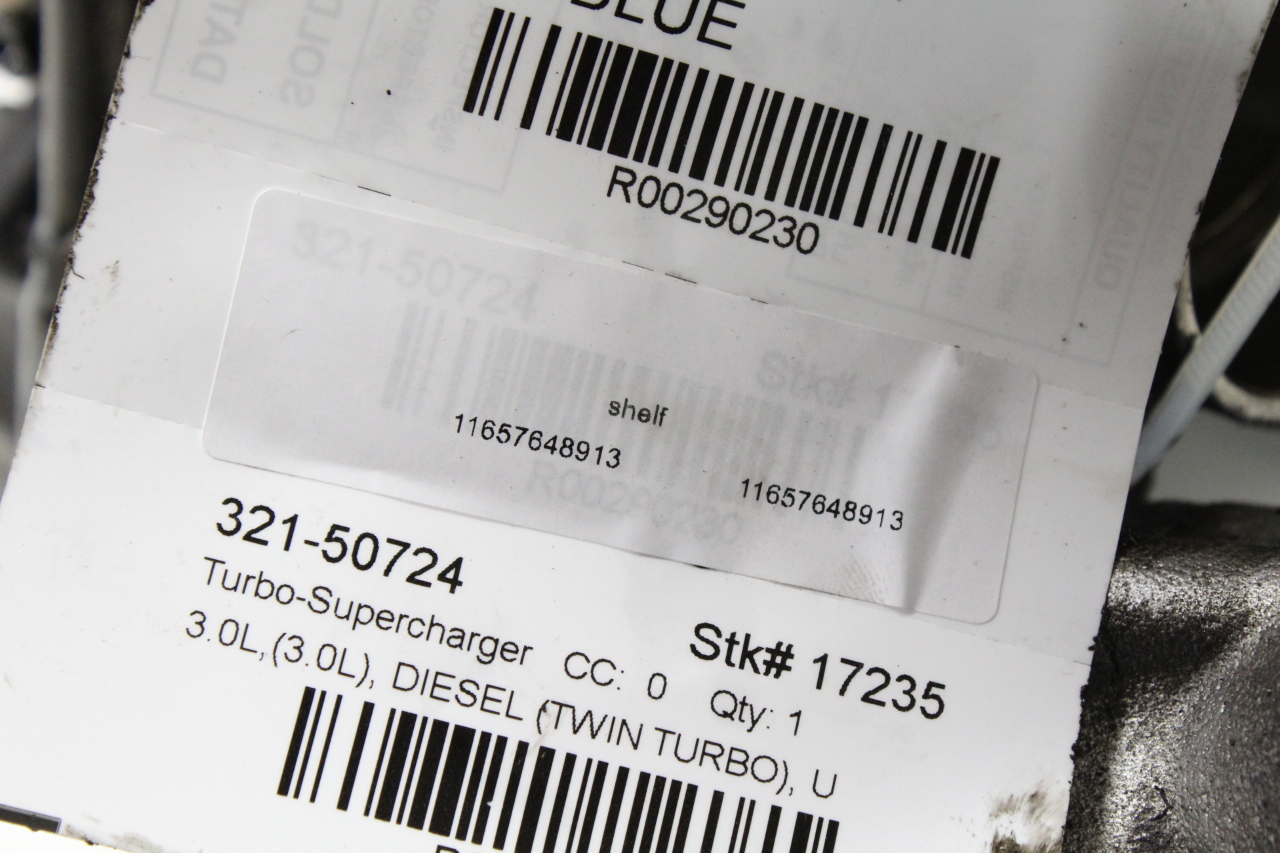 BLUE
R00290230
shelf
11657648913
11657648913
321-50724
Stk# 17235
Turbo-Supercharger CC: 0 Qty: 1
3.0L,(3.0L), DIESEL (TWIN TURBO), U